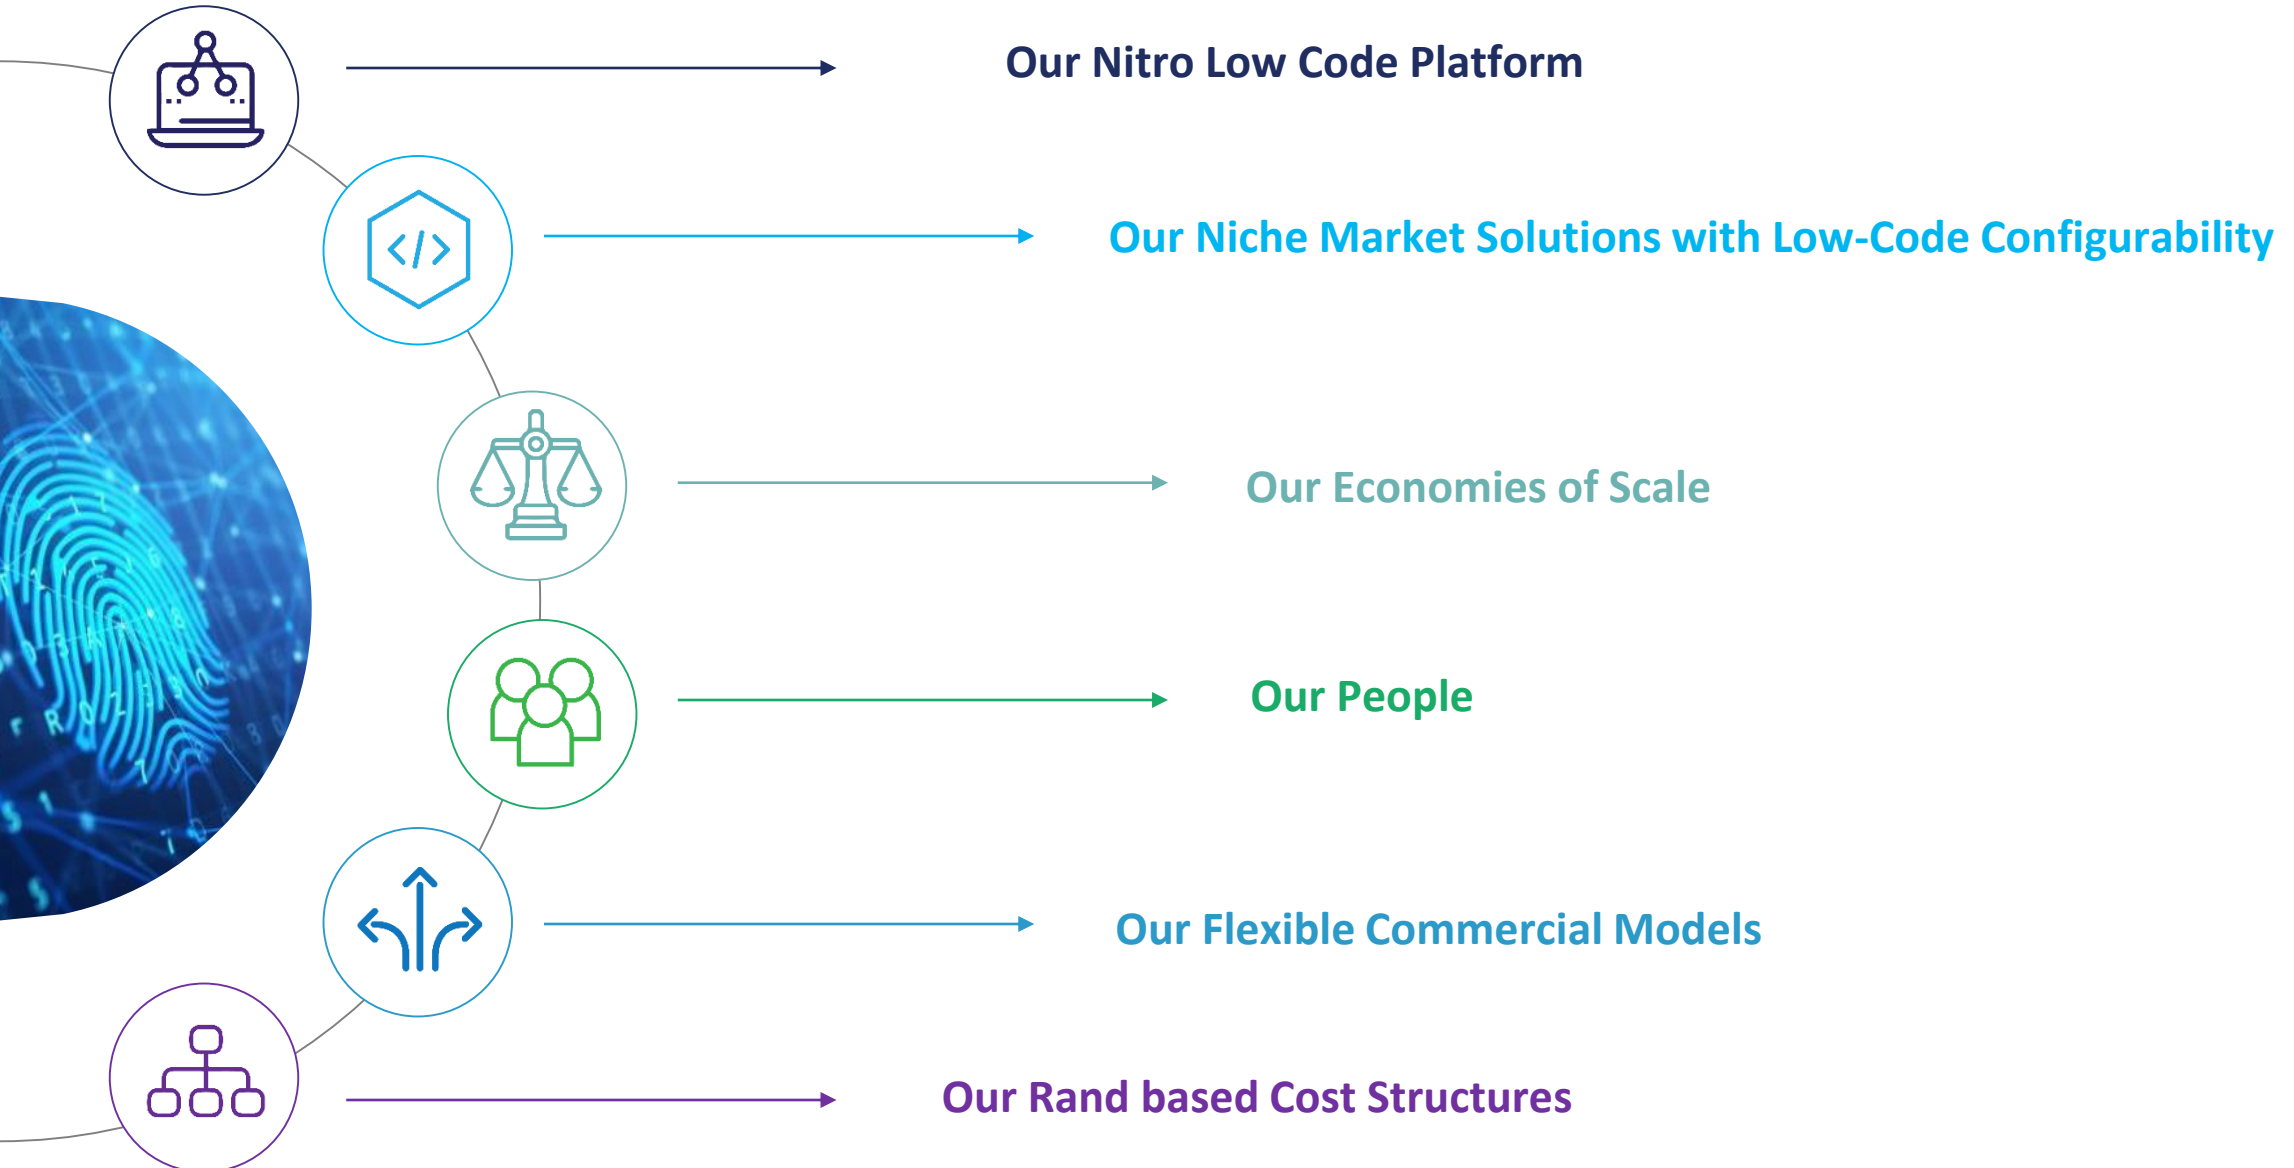 Our Nitro Low Code Platform
</>
Our Niche Market Solutions with Low-Code Configurability
Our Economies of Scale
Our People
Our Flexible Commercial Models
Our Rand based Cost Structures